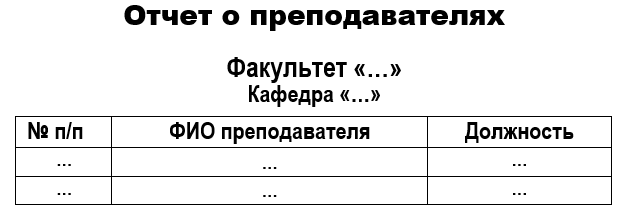 Отчет о преподавателях
Факультет «...»
Кафедра «...»
№ п/п ФИО преподавателя Должность
... ... ...
... ... ...